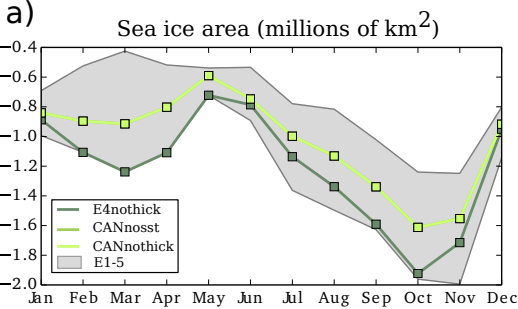 a)
Sea ice area (millions of km²)
−0.4
−0.6
−0.8
−1.0
−1.2
−1.4
−1.6
−1.8
−2.0
E4nothick
CANnosst
CANnothick
E1-5
Jan Feb Mar Apr May Jun Jul Aug Sep Oct Nov Dec